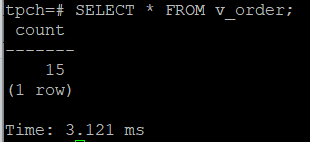 tpch=# SELECT * FROM v_order;
count
-------
15
(1 row)
Time: 3.121 ms